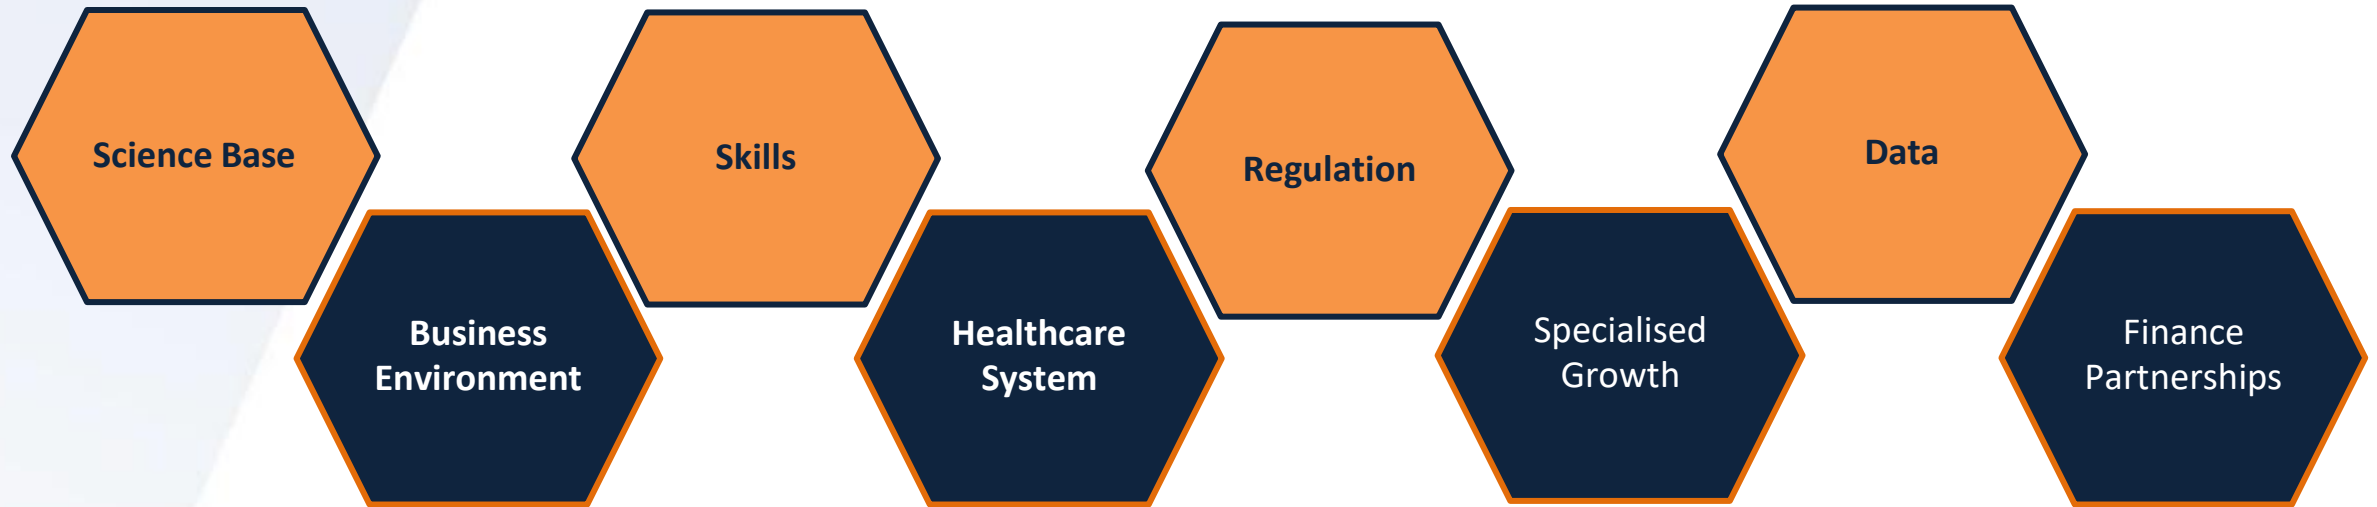 Science Base
Business
Environment
Skills
Healthcare
System
Regulation
Specialised
Growth
Data
Finance
Partnerships